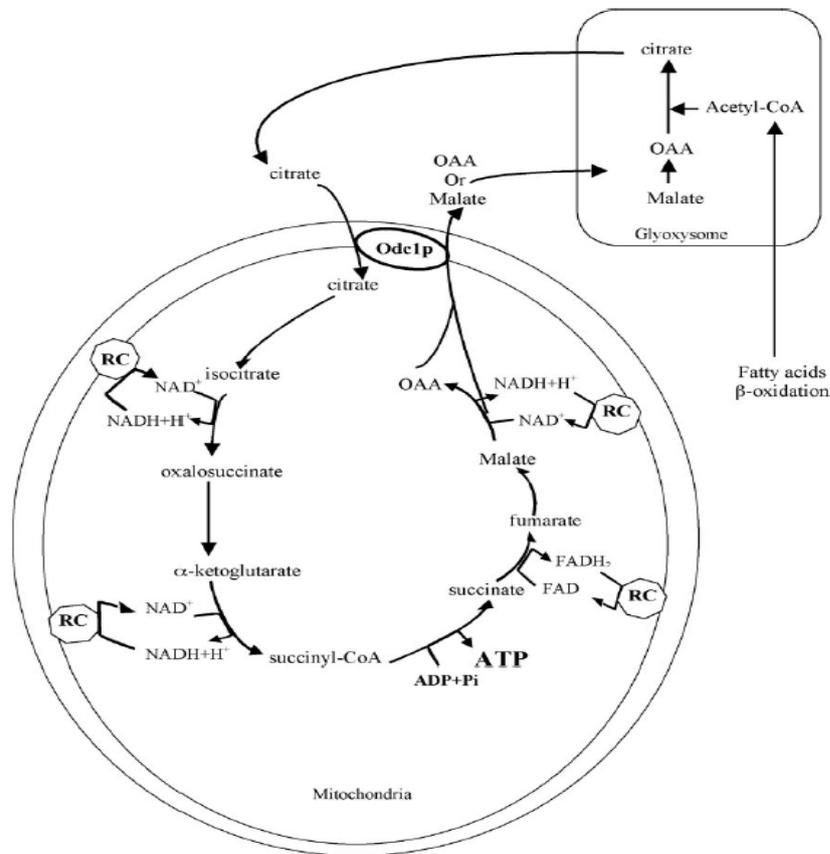 citrate
Acetyl-CoA
OAA
Malate
Glyoxysome
Fatty acids
β-oxidation
citrate
OAA
Or
Malate
Odc1p
citrate
RC
isocitrate
NAD⁺
NADH+H⁺
oxalosuccinate
α-ketoglutarate
RC
NAD⁺
NADH+H⁺
succinyl-CoA
ADP+Pi
ATP
succinate
FADH₂
FAD
RC
fumarate
Malate
OAA
NADH+H⁺
NAD⁺
RC
Mitochondria